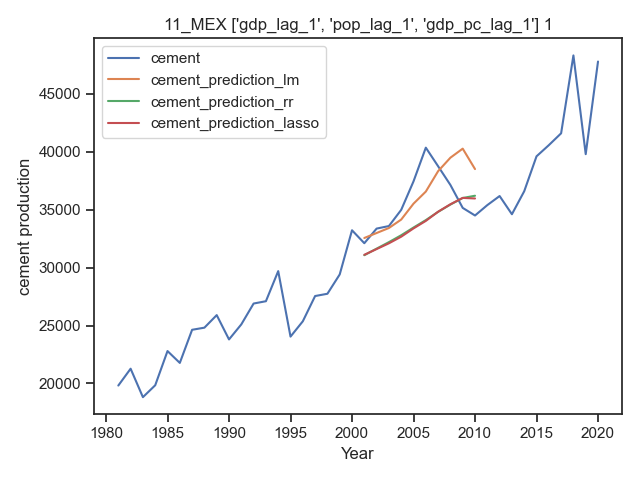 11_MEX ['gdp_lag_1', 'pop_lag_1', 'gdp_pc_lag_1'] 1
cement
cement_prediction_lm
cement_prediction_rr
cement_prediction_lasso
45000
40000
35000
30000
25000
20000
cement production
1980 1985 1990 1995 2000 2005 2010 2015 2020
Year